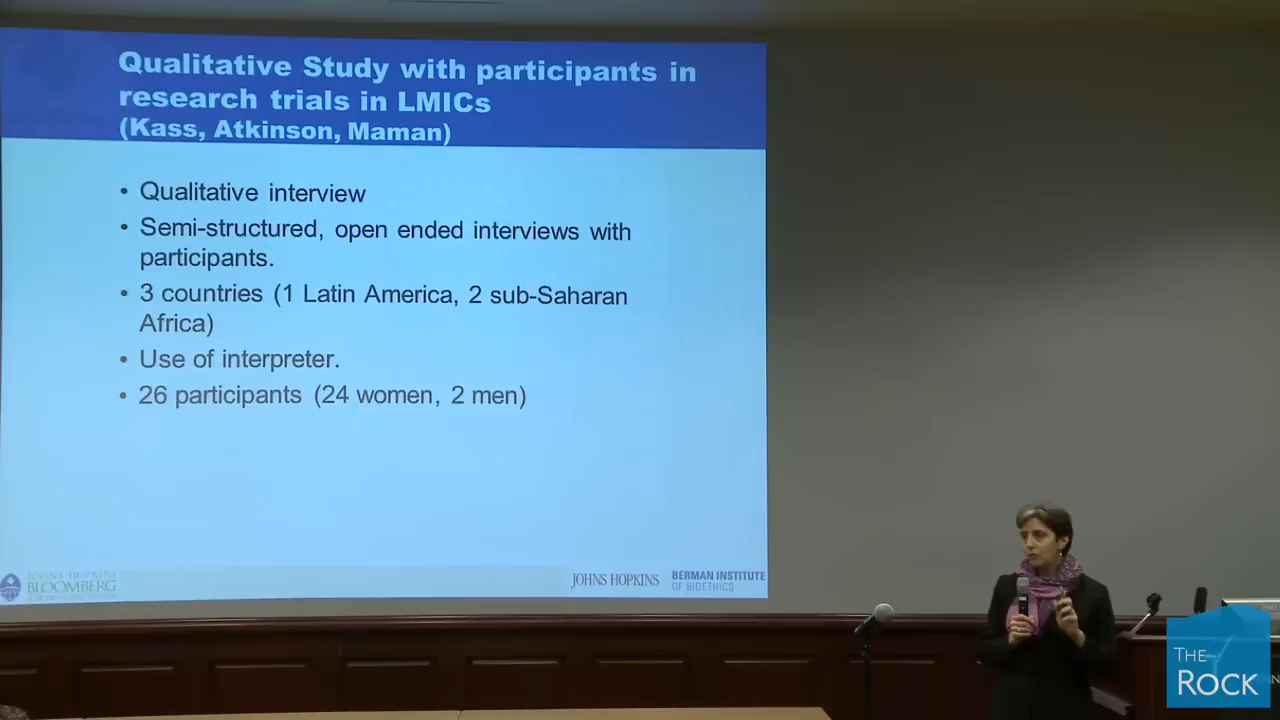 Qualitative Study with participants in
research trials in LMICs
(Kass, Atkinson, Maman)
• Qualitative interview
• Semi-structured, open ended interviews with
participants.
• 3 countries (1 Latin America, 2 sub-Saharan
Africa)
• Use of interpreter.
• 26 participants (24 women, 2 men)
JOHNS HOPKINS
BLOOMBERG
JOHNS HOPKINS
BERMAN INSTITUTE
OF BIOETHICS
THE
ROCK